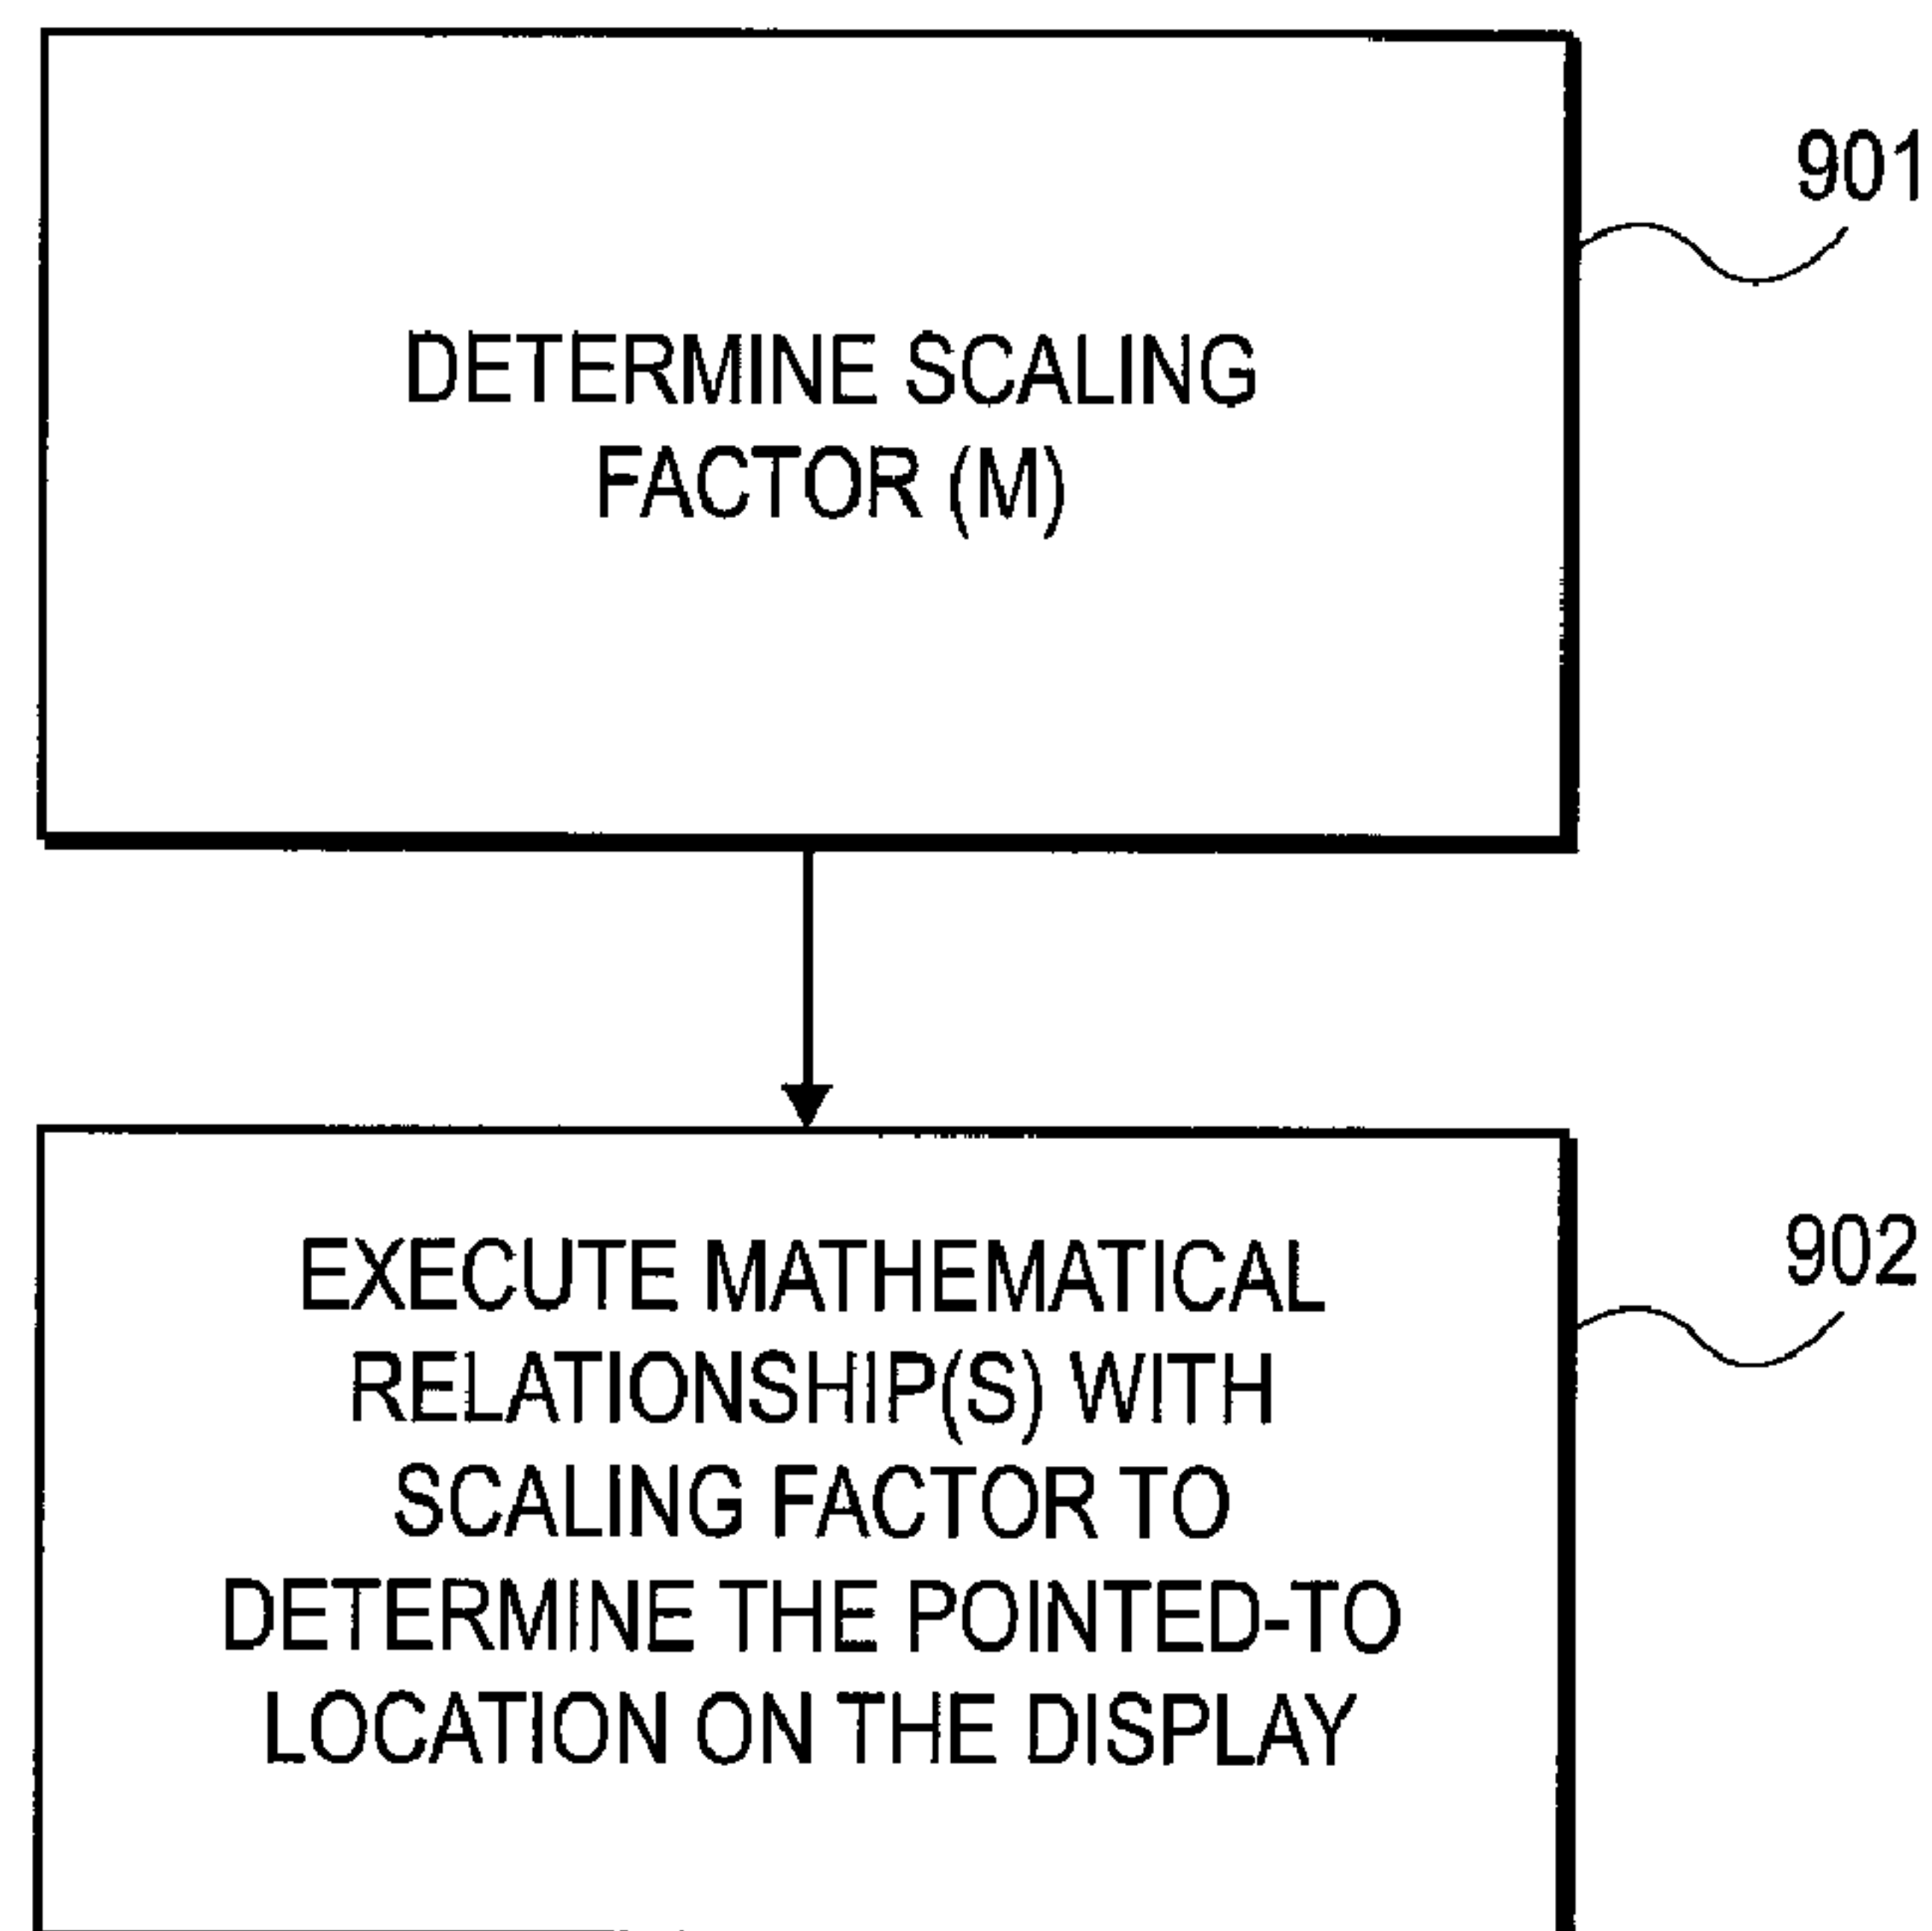 901
DETERMINE SCALING
FACTOR (M)
902
EXECUTE MATHEMATICAL
RELATIONSHIP(S) WITH
SCALING FACTOR TO
DETERMINE THE POINTED-TO
LOCATION ON THE DISPLAY